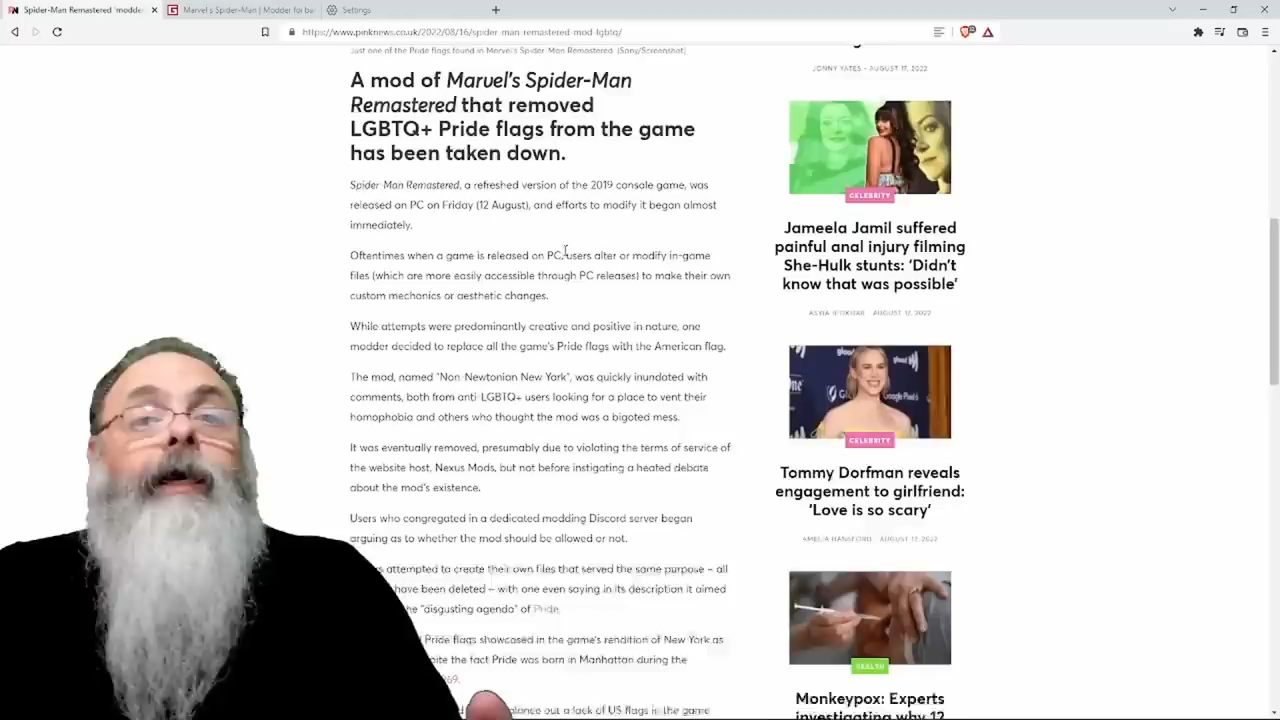 Spider-Man Remastered 'modder
Marvel's Spider-Man | Modder for ba
Settings
https://www.pinknews.co.uk/2022/08/16/spider-man-remastered-mod-lgbtq/
Just one of the Pride flags found in Marvel's Spider-Man Remastered. (Sony/Screenshot)
A mod of Marvel's Spider-Man
Remastered that removed
LGBTQ+ Pride flags from the game
has been taken down.
Spider-Man Remastered, a refreshed version of the 2019 console game, was
released on PC on Friday (12 August), and efforts to modify it began almost
immediately.
Oftentimes when a game is released on PC, users alter or modify in-game
files (which are more easily accessible through PC releases) to make their own
custom mechanics or aesthetic changes.
While attempts were predominantly creative and positive in nature, one
modder decided to replace all the game's Pride flags with the American flag.
The mod, named "Non-Newtonian New York", was quickly inundated with
comments, both from anti-LGBTQ+ users looking for a place to vent their
homophobia and others who thought the mod was a bigoted mess.
It was eventually removed, presumably due to violating the terms of service of
the website host, Nexus Mods, but not before instigating a heated debate
about the mod's existence.
Users who congregated in a dedicated modding Discord server began
arguing as to whether the mod should be allowed or not.
attempted to create their own files that served the same purpose – all
have been deleted – with one even saying in its description it aimed
he "disgusting agenda" of Pride.
Pride flags showcased in the game's rendition of New York as
the fact Pride was born in Manhattan during the
69.
balance out a lack of US flags in the game
JONNY YATES - AUGUST 17, 2022
CELEBRITY
Jameela Jamil suffered
painful anal injury filming
She-Hulk stunts: 'Didn't
know that was possible'
ASYIA IFTIKHAR - AUGUST 17, 2022
glaad
Google Pixel 6
CELEBRITY
Tommy Dorfman reveals
engagement to girlfriend:
'Love is so scary'
AMELIA HANSFORD - AUGUST 17, 2022
HEALTH
Monkeypox: Experts
investigating why 12